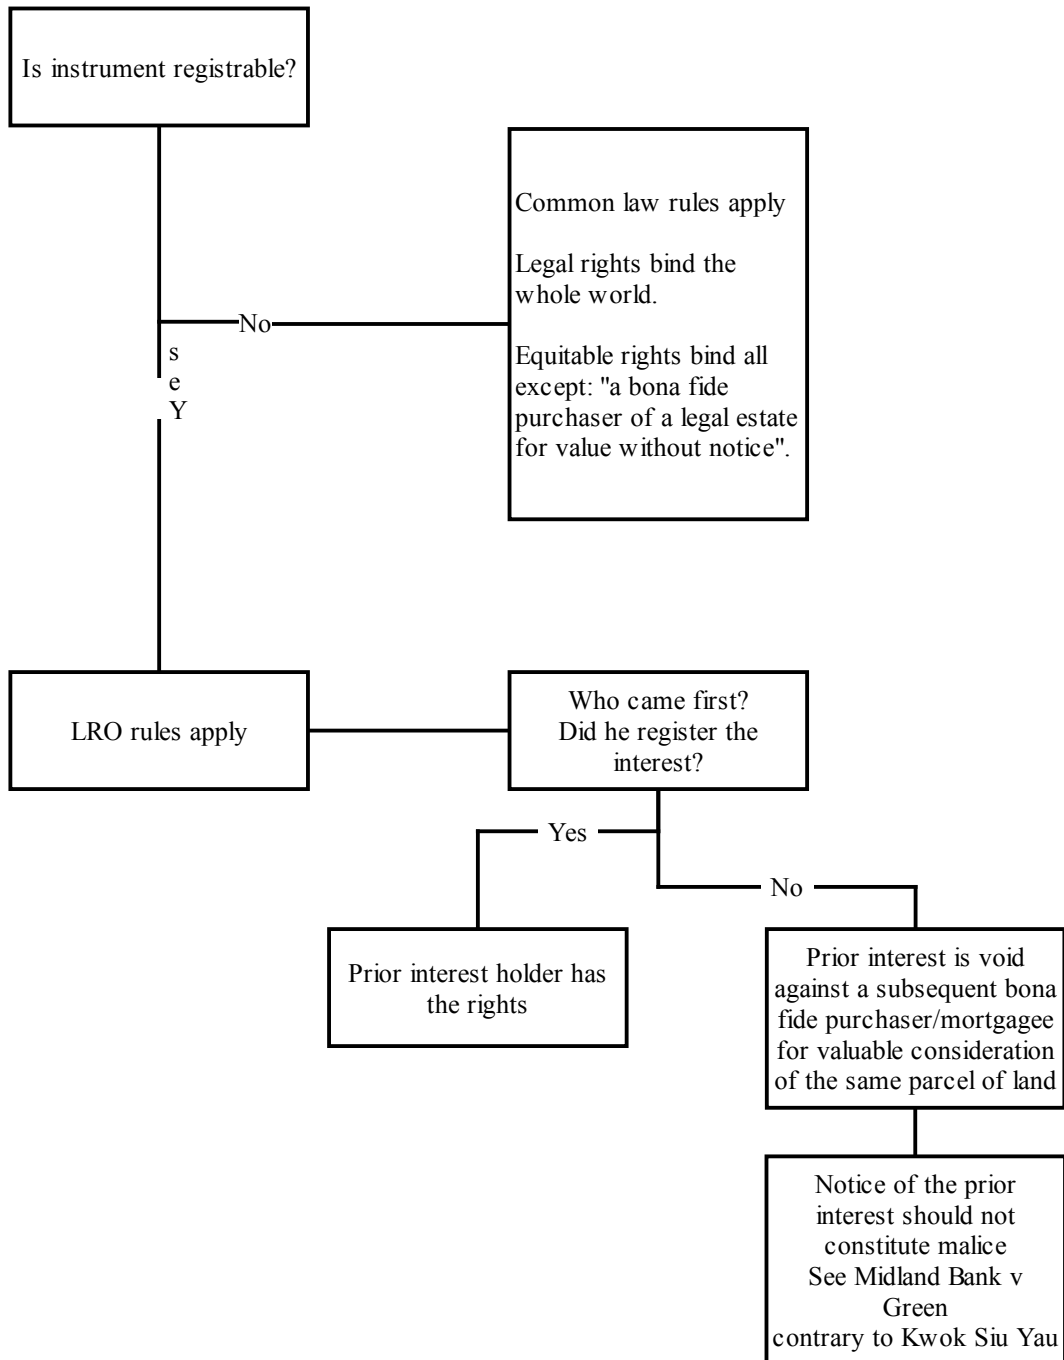 Is instrument registrable?
Common law rules apply
Legal rights bind the
whole world.
Equitable rights bind all
except: "a bona fide
purchaser of a legal estate
for value without notice".
No
s
e
Y
LRO rules apply
Who came first?
Did he register the
interest?
Yes
No
Prior interest holder has
the rights
Prior interest is void
against a subsequent bona
fide purchaser/mortgagee
for valuable consideration
of the same parcel of land
Notice of the prior
interest should not
constitute malice
See Midland Bank v
Green
contrary to Kwok Siu Yau